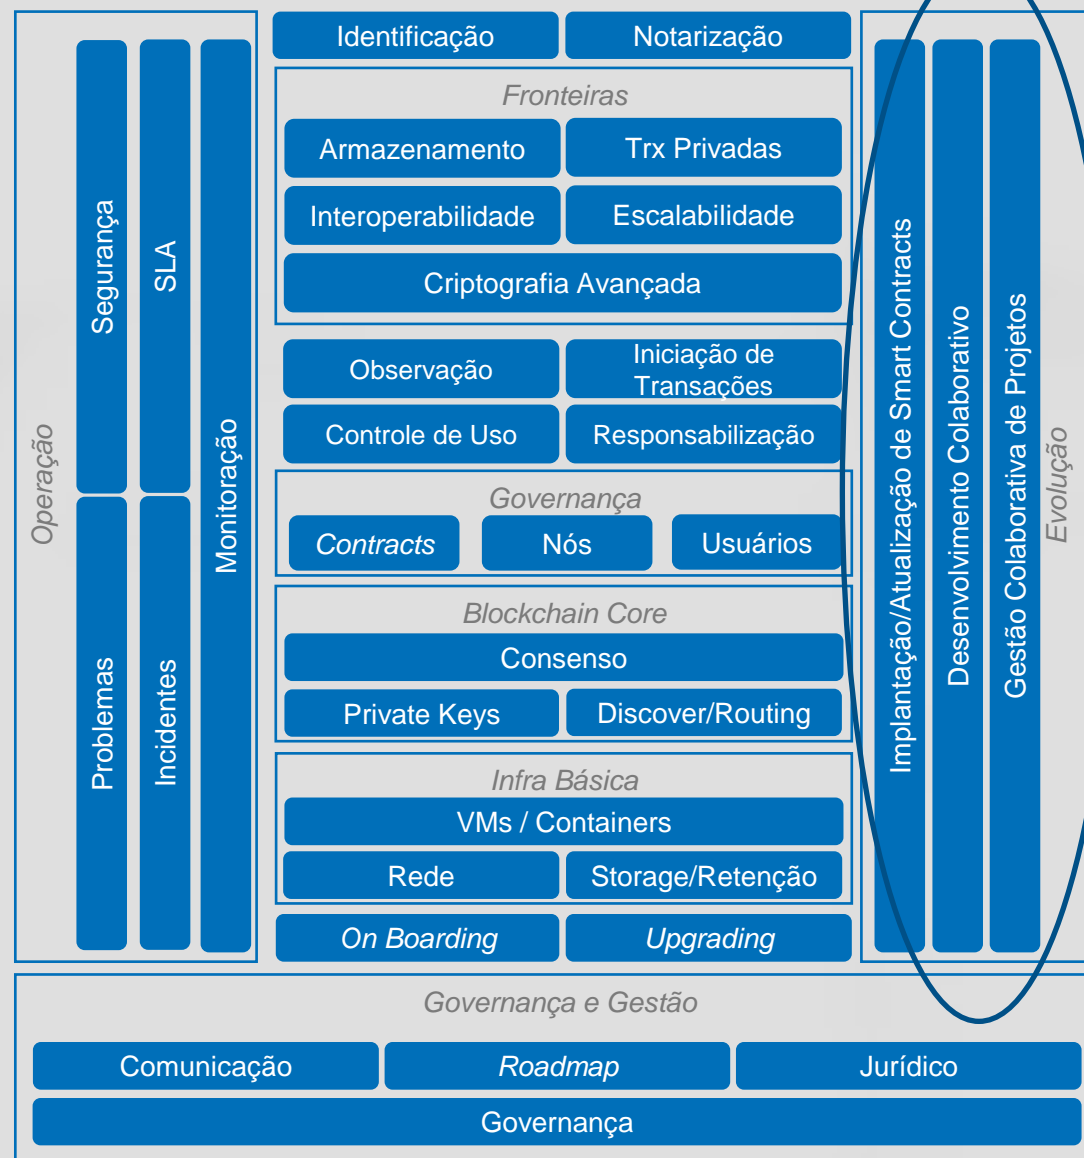 Operação
Segurança
SLA
Monitoração
Problemas
Incidentes
Identificação
Notarização
Fronteiras
Armazenamento
Trx Privadas
Interoperabilidade
Escalabilidade
Criptografia Avançada
Observação
Iniciação de
Transações
Controle de Uso
Responsabilização
Governança
Contracts
Nós
Usuários
Blockchain Core
Consenso
Private Keys
Discover/Routing
Infra Básica
VMs / Containers
Rede
Storage/Retenção
On Boarding
Upgrading
Implantação/Atualização de Smart Contracts
Desenvolvimento Colaborativo
Gestão Colaborativa de Projetos
Evolução
Governança e Gestão
Comunicação
Roadmap
Jurídico
Governança